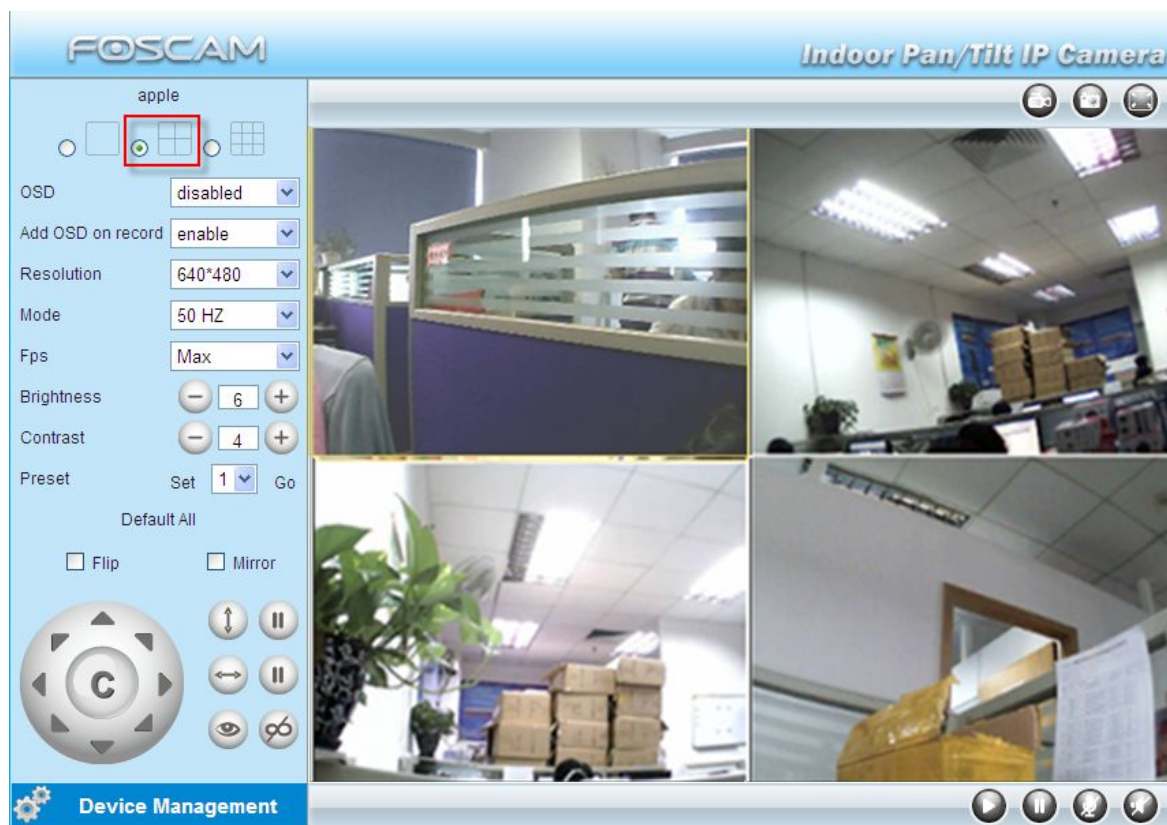 FOSCAM
Indoor Pan/Tilt IP Camera
apple
OSD disabled
Add OSD on record enable
Resolution 640*480
Mode 50 HZ
Fps Max
Brightness 6
Contrast 4
Preset Set 1 Go
Default All
Flip Mirror
C
Device Management